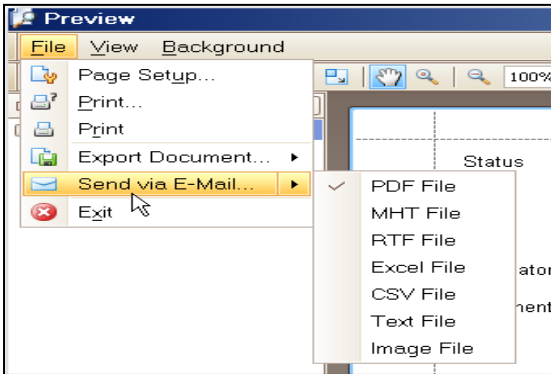 Preview
File View Background
Page Setup...
Print...
Print
Export Document...
Send via E-Mail...
Exit
100%
Status
PDF File
MHT File
RTF File
Excel File
CSV File
Text File
Image File